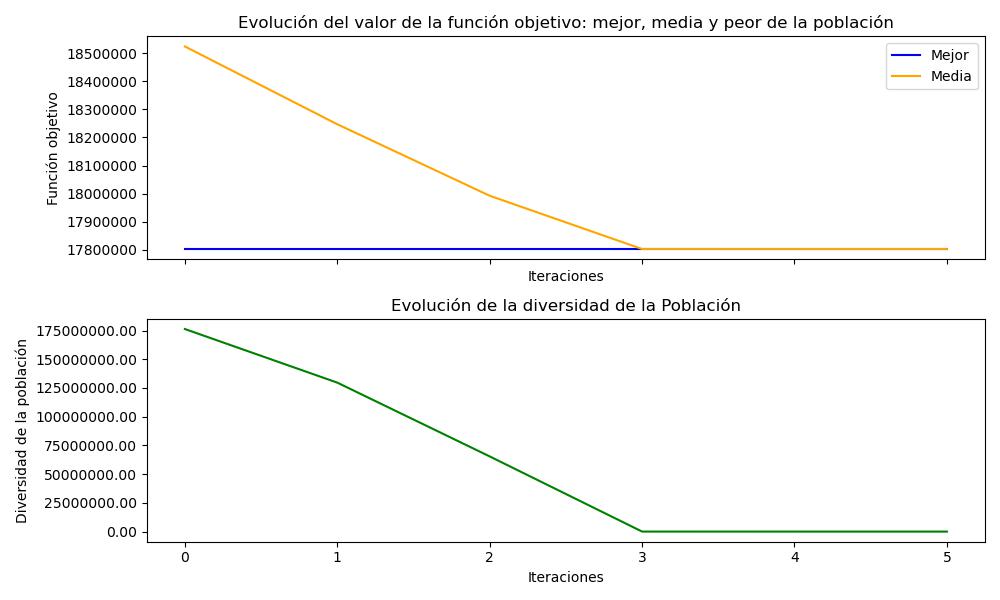 Evolución del valor de la función objetivo: mejor, media y peor de la población
Función objetivo
18500000
18400000
18300000
18200000
18100000
18000000
17900000
17800000
Mejor
Media
Iteraciones
Evolución de la diversidad de la Población
Diversidad de la población
175000000.00
150000000.00
125000000.00
100000000.00
75000000.00
50000000.00
25000000.00
0.00
0 1 2 3 4 5
Iteraciones